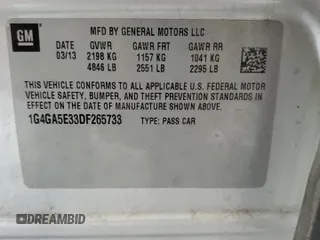 GM
MFD BY GENERAL MOTORS LLC
DATE GVWR GAWR FRT GAWR RR
03/13 2198 KG 1157 KG 1041 KG
4846 LB 2551 LB 2295 LB
THIS VEHICLE CONFORMS TO ALL APPLICABLE U.S. FEDERAL MOTOR
VEHICLE SAFETY, BUMPER, AND THEFT PREVENTION STANDARDS
IN EFFECT ON THE DATE OF MANUFACTURE SHOWN ABOVE.
1G4GA5E33DF265733 TYPE: PASS CAR
DREAMBID